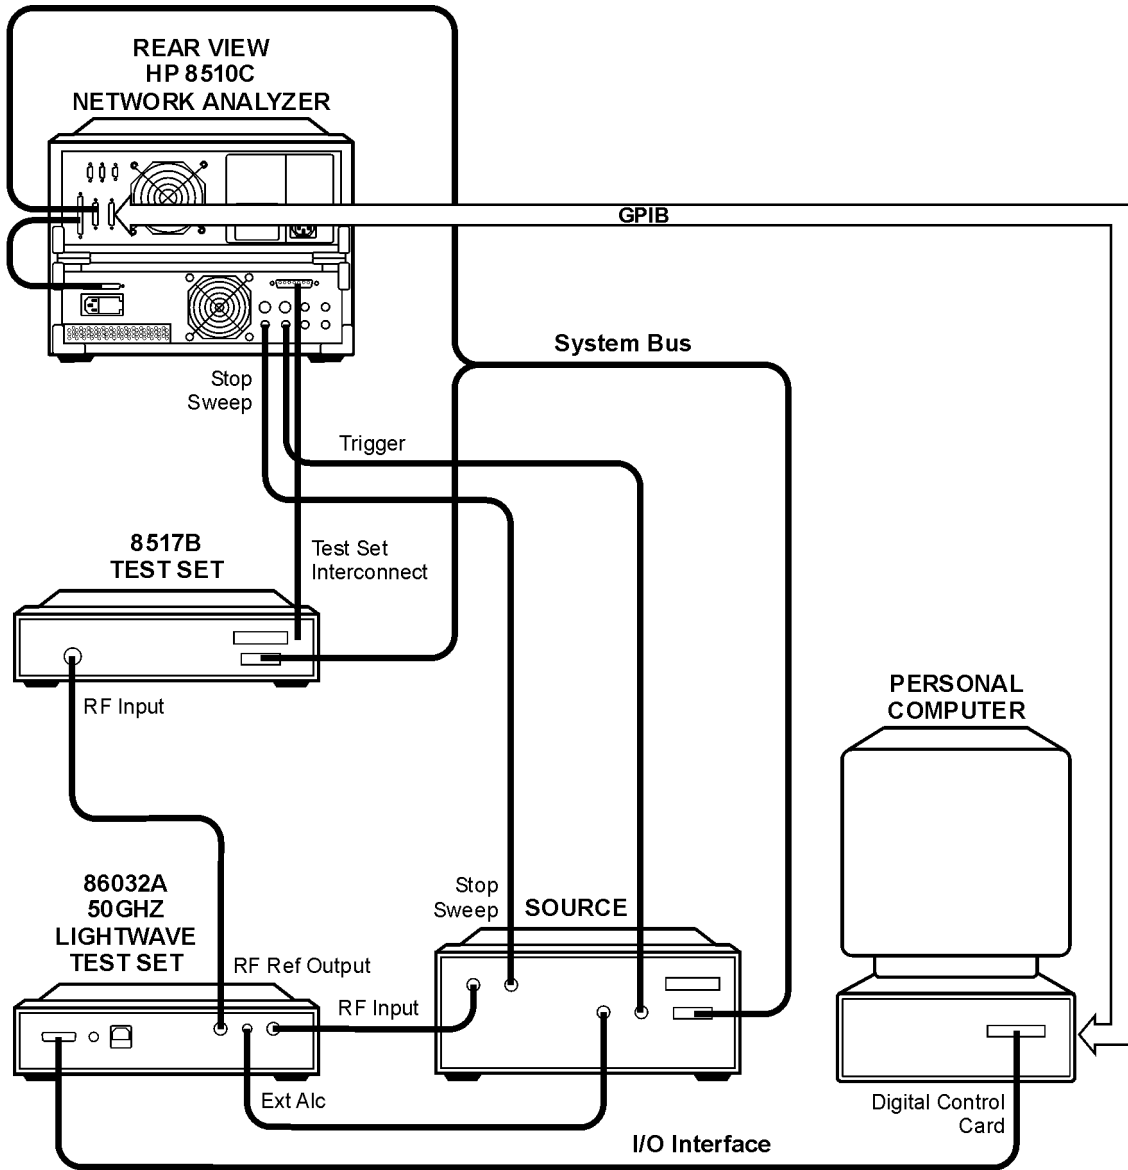 REAR VIEW
HP 8510C
NETWORK ANALYZER
GPIB
System Bus
Stop
Sweep
Trigger
8517B
TEST SET
Test Set
Interconnect
RF Input
PERSONAL
COMPUTER
86032A
50GHZ
LIGHTWAVE
TEST SET
Stop
Sweep
SOURCE
RF Ref Output
RF Input
Ext Alc
Digital Control
Card
I/O Interface